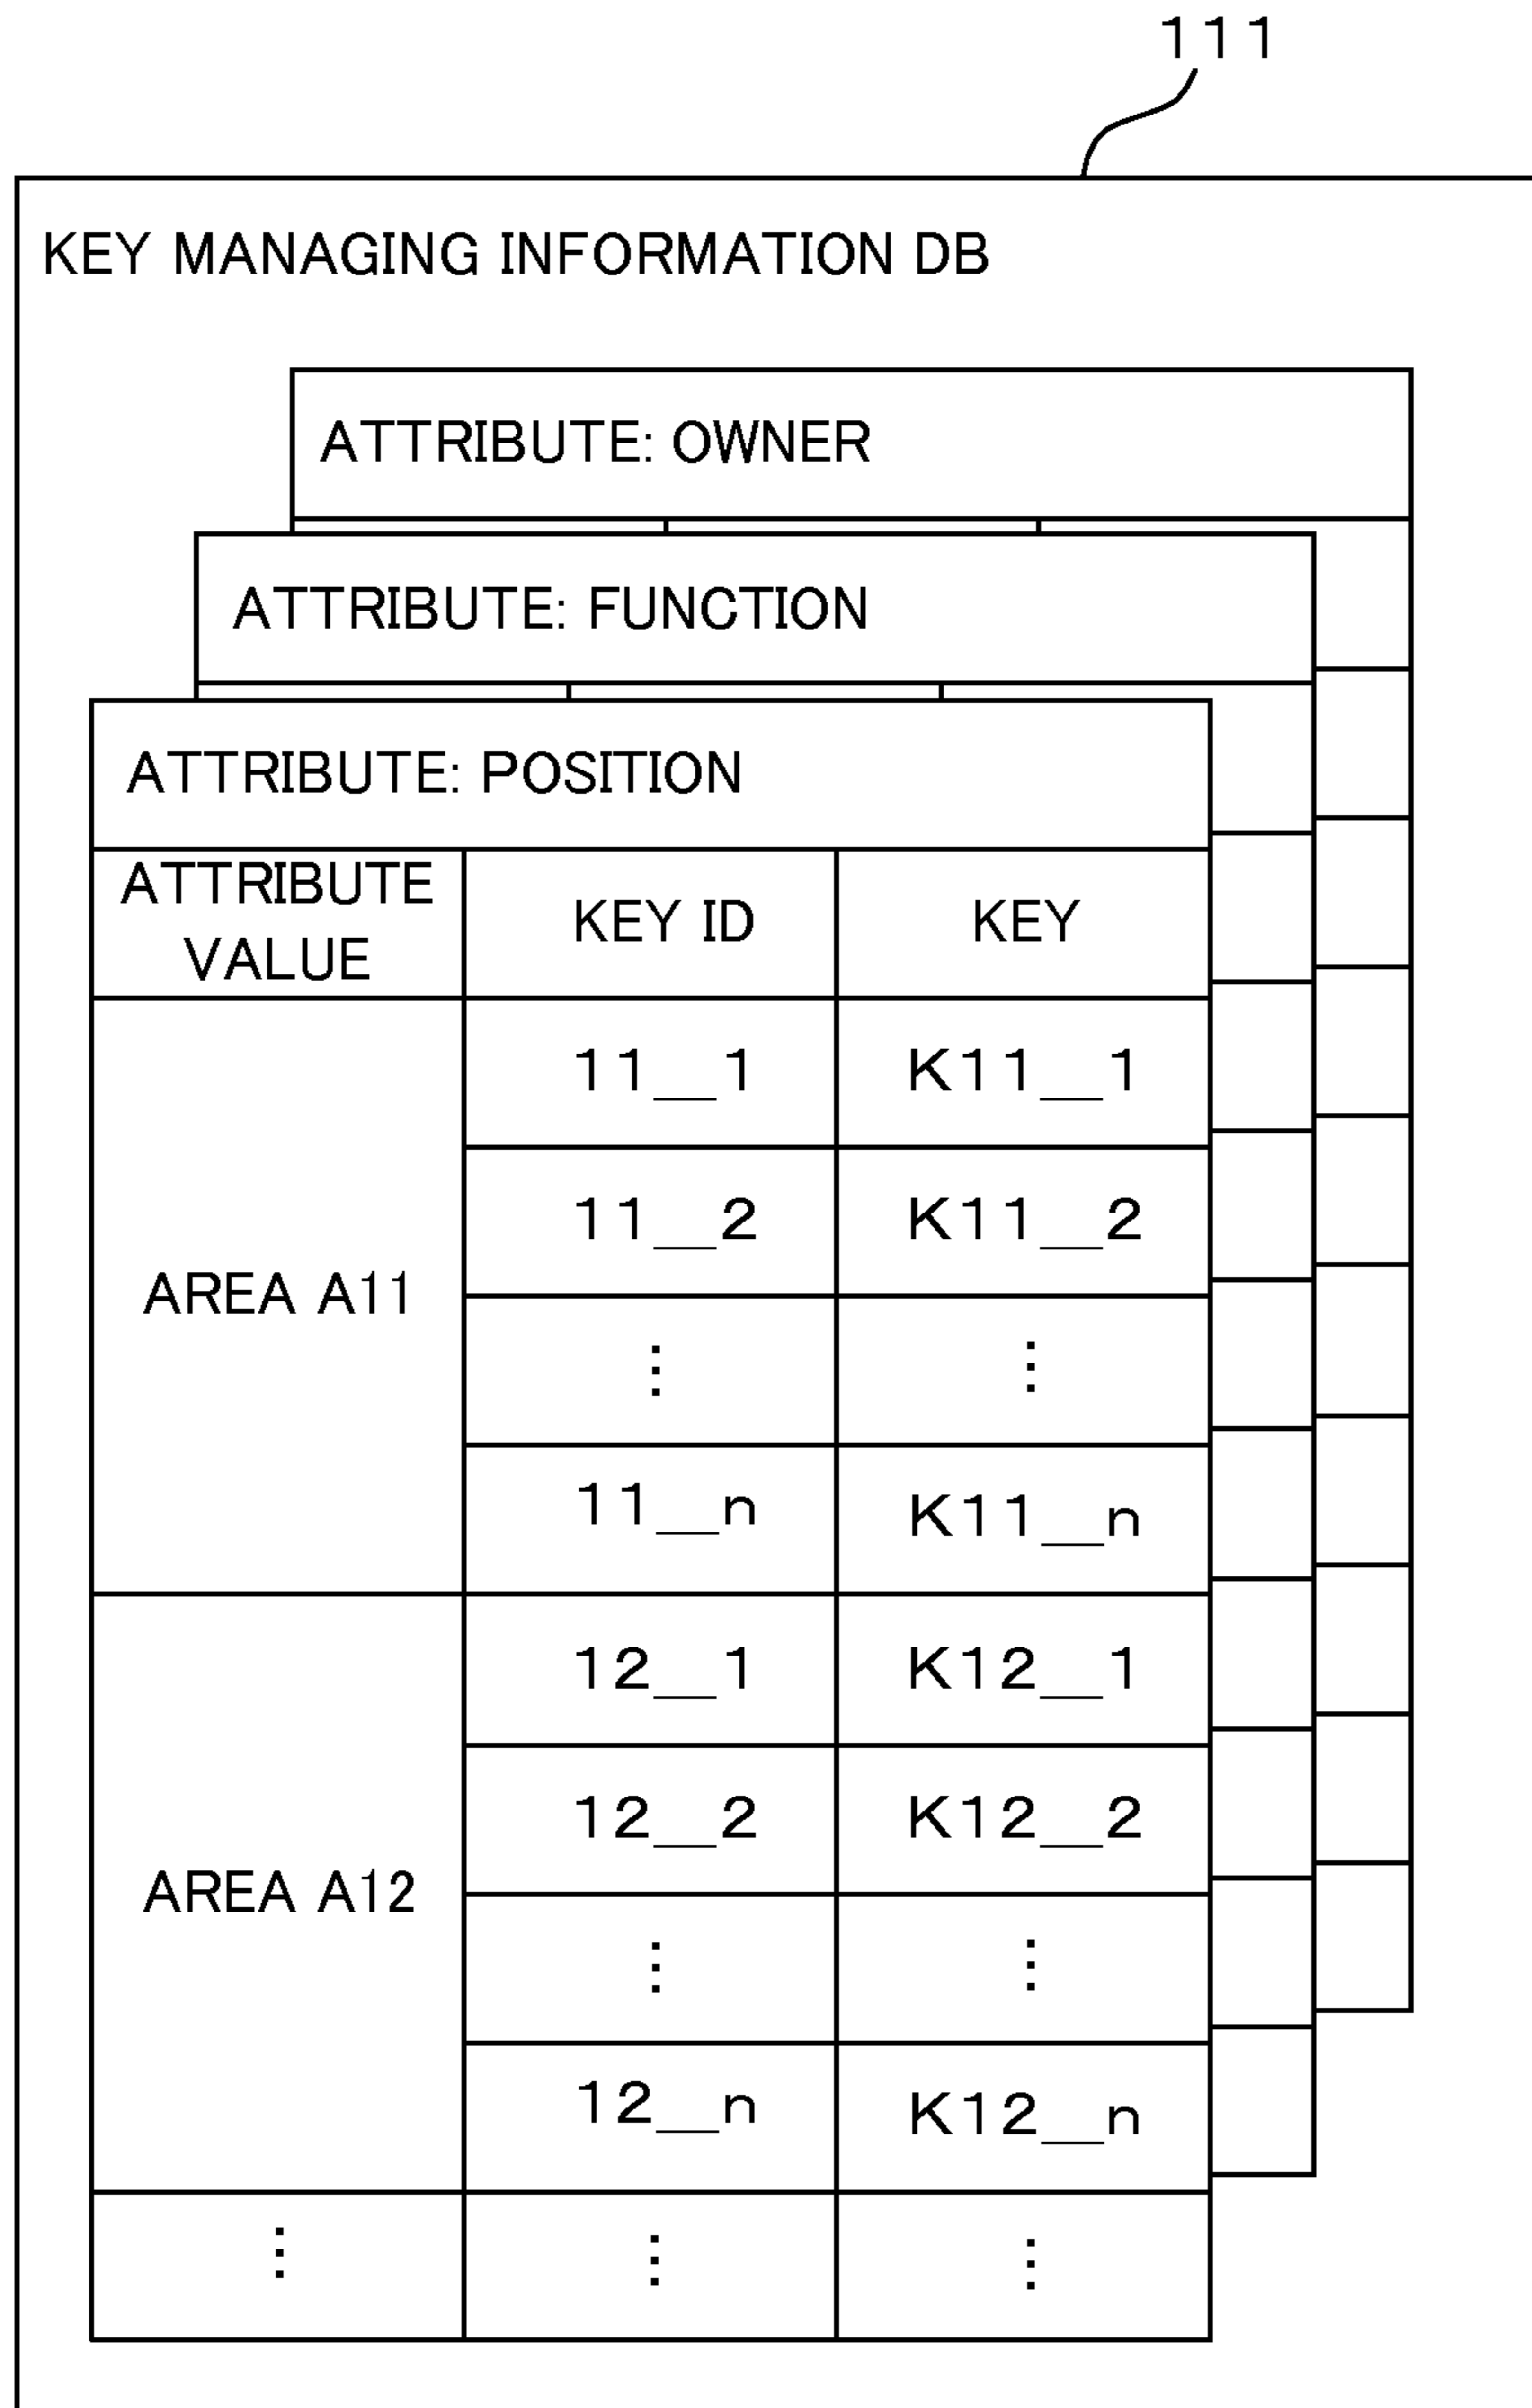 111
KEY MANAGING INFORMATION DB
ATTRIBUTE: OWNER
ATTRIBUTE: FUNCTION
ATTRIBUTE: POSITION
ATTRIBUTE
VALUE
KEY ID
KEY
AREA A11
11__1
K11__1
11__2
K11__2
⋮
⋮
11__n
K11__n
AREA A12
12__1
K12__1
12__2
K12__2
⋮
⋮
12__n
K12__n
⋮
⋮
⋮